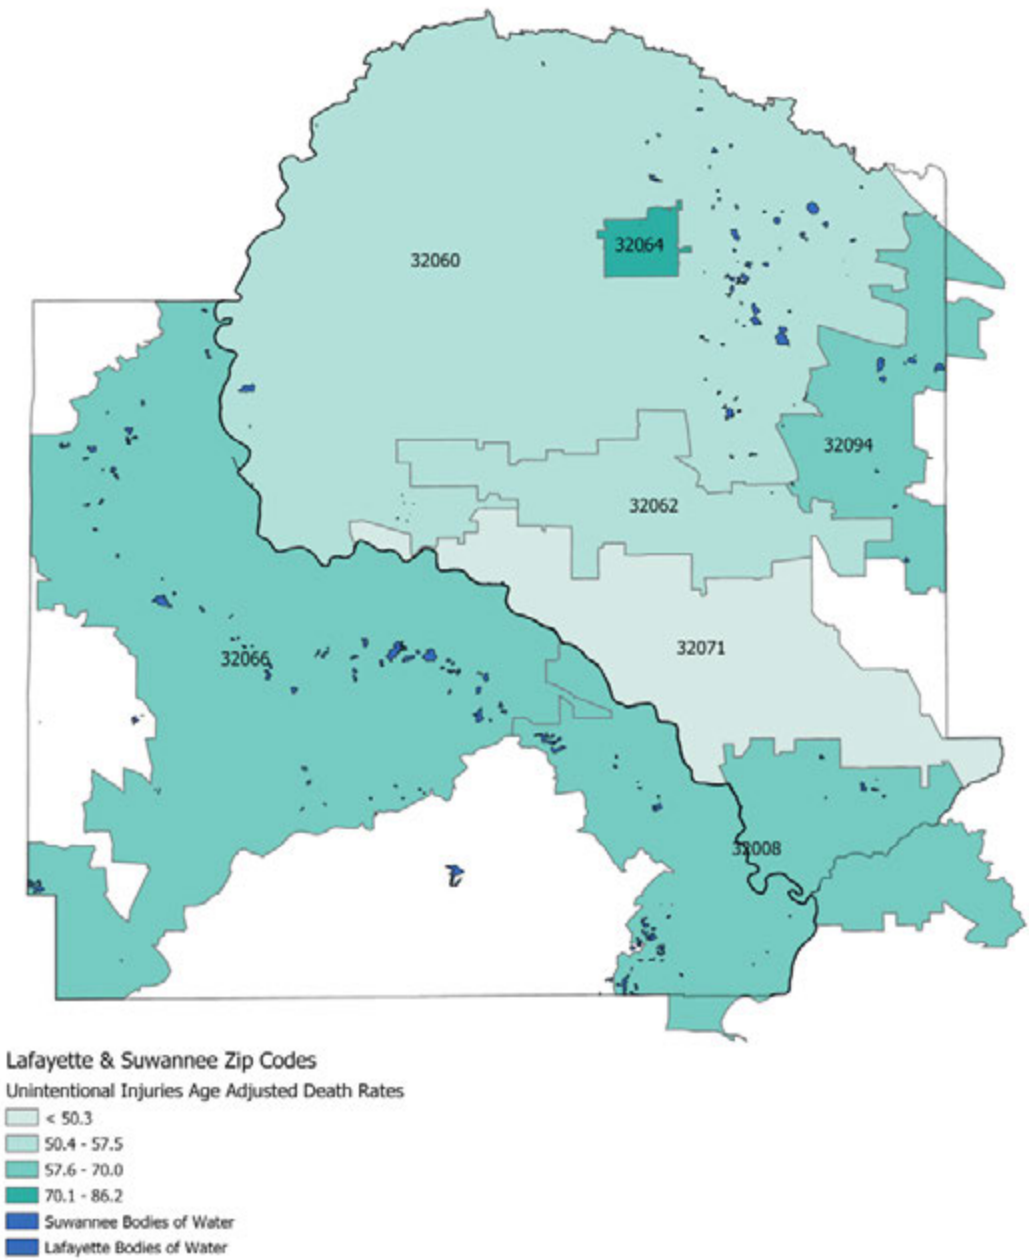 32064
32060
32094
32062
32071
32066
32008
Lafayette & Suwannee Zip Codes
Unintentional Injuries Age Adjusted Death Rates
< 50.3
50.4 - 57.5
57.6 - 70.0
70.1 - 86.2
Suwannee Bodies of Water
Lafayette Bodies of Water